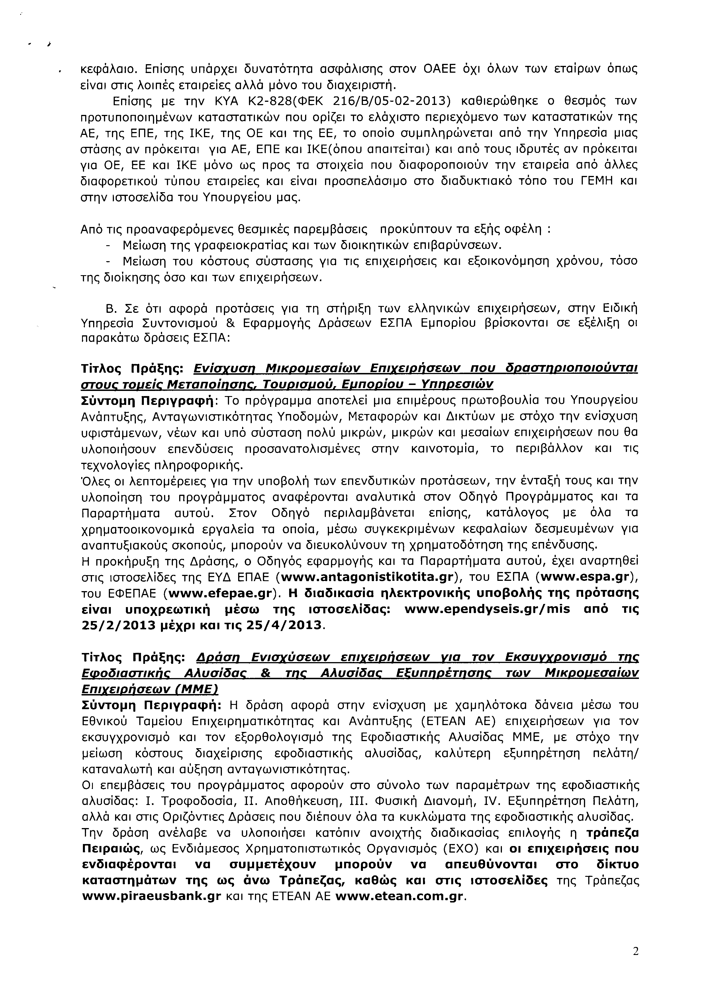 κεφάλαιο. Επίσης υπάρχει δυνατότητα ασφάλισης στον ΟΑΕΕ όχι όλων των εταίρων όπως
είναι στις λοιπές εταιρείες αλλά μόνο του διαχειριστή.
Επίσης με την ΚΥΑ Κ2-828(ΦΕΚ 216/Β/05-02-2013) καθιερώθηκε ο θεσμός των
προτυποποιημένων καταστατικών που ορίζει το ελάχιστο περιεχόμενο των καταστατικών της
ΑΕ, της ΕΠΕ, της ΙΚΕ, της ΟΕ και της ΕΕ, το οποίο συμπληρώνεται από την Υπηρεσία μιας
στάσης αν πρόκειται για ΑΕ, ΕΠΕ και ΙΚΕ(όπου απαιτείται) και από τους ιδρυτές αν πρόκειται
για ΟΕ, ΕΕ και ΙΚΕ μόνο ως προς τα στοιχεία που διαφοροποιούν την εταιρεία από άλλες
διαφορετικού τύπου εταιρείες και είναι προσπελάσιμο στο διαδυκτιακό τόπο του ΓΕΜΗ και
στην ιστοσελίδα του Υπουργείου μας.
Από τις προαναφερόμενες θεσμικές παρεμβάσεις προκύπτουν τα εξής οφέλη :
- Μείωση της γραφειοκρατίας και των διοικητικών επιβαρύνσεων.
- Μείωση του κόστους σύστασης για τις επιχειρήσεις και εξοικονόμηση χρόνου, τόσο
της διοίκησης όσο και των επιχειρήσεων.
Β. Σε ότι αφορά προτάσεις για τη στήριξη των ελληνικών επιχειρήσεων, στην Ειδική
Υπηρεσία Συντονισμού & Εφαρμογής Δράσεων ΕΣΠΑ Εμπορίου βρίσκονται σε εξέλιξη οι
παρακάτω δράσεις ΕΣΠΑ:
Τίτλος Πράξης: Ενίσχυση Μικρομεσαίων Επιχειρήσεων που δραστηριοποιούνται
στους τομείς Μεταποίησης, Τουρισμού, Εμπορίου – Υπηρεσιών
Σύντομη Περιγραφή: Το πρόγραμμα αποτελεί μια επιμέρους πρωτοβουλία του Υπουργείου
Ανάπτυξης, Ανταγωνιστικότητας Υποδομών, Μεταφορών και Δικτύων με στόχο την ενίσχυση
υφιστάμενων, νέων και υπό σύσταση πολύ μικρών, μικρών και μεσαίων επιχειρήσεων που θα
υλοποιήσουν επενδύσεις προσανατολισμένες στην καινοτομία, το περιβάλλον και τις
τεχνολογίες πληροφορικής.
Όλες οι λεπτομέρειες για την υποβολή των επενδυτικών προτάσεων, την ένταξή τους και την
υλοποίηση του προγράμματος αναφέρονται αναλυτικά στον Οδηγό Προγράμματος και τα
Παραρτήματα αυτού. Στον Οδηγό περιλαμβάνεται επίσης, κατάλογος με όλα τα
χρηματοοικονομικά εργαλεία τα οποία, μέσω συγκεκριμένων κεφαλαίων δεσμευμένων για
αναπτυξιακούς σκοπούς, μπορούν να διευκολύνουν τη χρηματοδότηση της επένδυσης.
Η προκήρυξη της Δράσης, ο Οδηγός εφαρμογής και τα Παραρτήματα αυτού, έχει αναρτηθεί
στις ιστοσελίδες της ΕΥΔ ΕΠΑΕ (www.antagonistikotita.gr), του ΕΣΠΑ (www.espa.gr),
του ΕΦΕΠΑΕ (www.efepae.gr). Η διαδικασία ηλεκτρονικής υποβολής της πρότασης
είναι υποχρεωτική μέσω της ιστοσελίδας: www.ependyseis.gr/mis από τις
25/2/2013 μέχρι και τις 25/4/2013.
Τίτλος Πράξης: Δράση Ενισχύσεων επιχειρήσεων για τον Εκσυγχρονισμό της
Εφοδιαστικής Αλυσίδας & της Αλυσίδας Εξυπηρέτησης των Μικρομεσαίων
Επιχειρήσεων (ΜΜΕ)
Σύντομη Περιγραφή: Η δράση αφορά στην ενίσχυση με χαμηλότοκα δάνεια μέσω του
Εθνικού Ταμείου Επιχειρηματικότητας και Ανάπτυξης (ΕΤΕΑΝ ΑΕ) επιχειρήσεων για τον
εκσυγχρονισμό και τον εξορθολογισμό της Εφοδιαστικής Αλυσίδας ΜΜΕ, με στόχο την
μείωση κόστους διαχείρισης εφοδιαστικής αλυσίδας, καλύτερη εξυπηρέτηση πελάτη/
καταναλωτή και αύξηση ανταγωνιστικότητας.
Οι επεμβάσεις του προγράμματος αφορούν στο σύνολο των παραμέτρων της εφοδιαστικής
αλυσίδας: I. Τροφοδοσία, II. Αποθήκευση, III. Φυσική Διανομή, IV. Εξυπηρέτηση Πελάτη,
αλλά και στις Οριζόντιες Δράσεις που διέπουν όλα τα κυκλώματα της εφοδιαστικής αλυσίδας.
Την δράση ανέλαβε να υλοποιήσει κατόπιν ανοιχτής διαδικασίας επιλογής η τράπεζα
Πειραιώς, ως Ενδιάμεσος Χρηματοπιστωτικός Οργανισμός (ΕΧΟ) και οι επιχειρήσεις που
ενδιαφέρονται να συμμετέχουν μπορούν να απευθύνονται στο δίκτυο
καταστημάτων της ως άνω Τράπεζας, καθώς και στις ιστοσελίδες της Τράπεζας
www.piraeusbank.gr και της ΕΤΕΑΝ ΑΕ www.etean.com.gr.
2